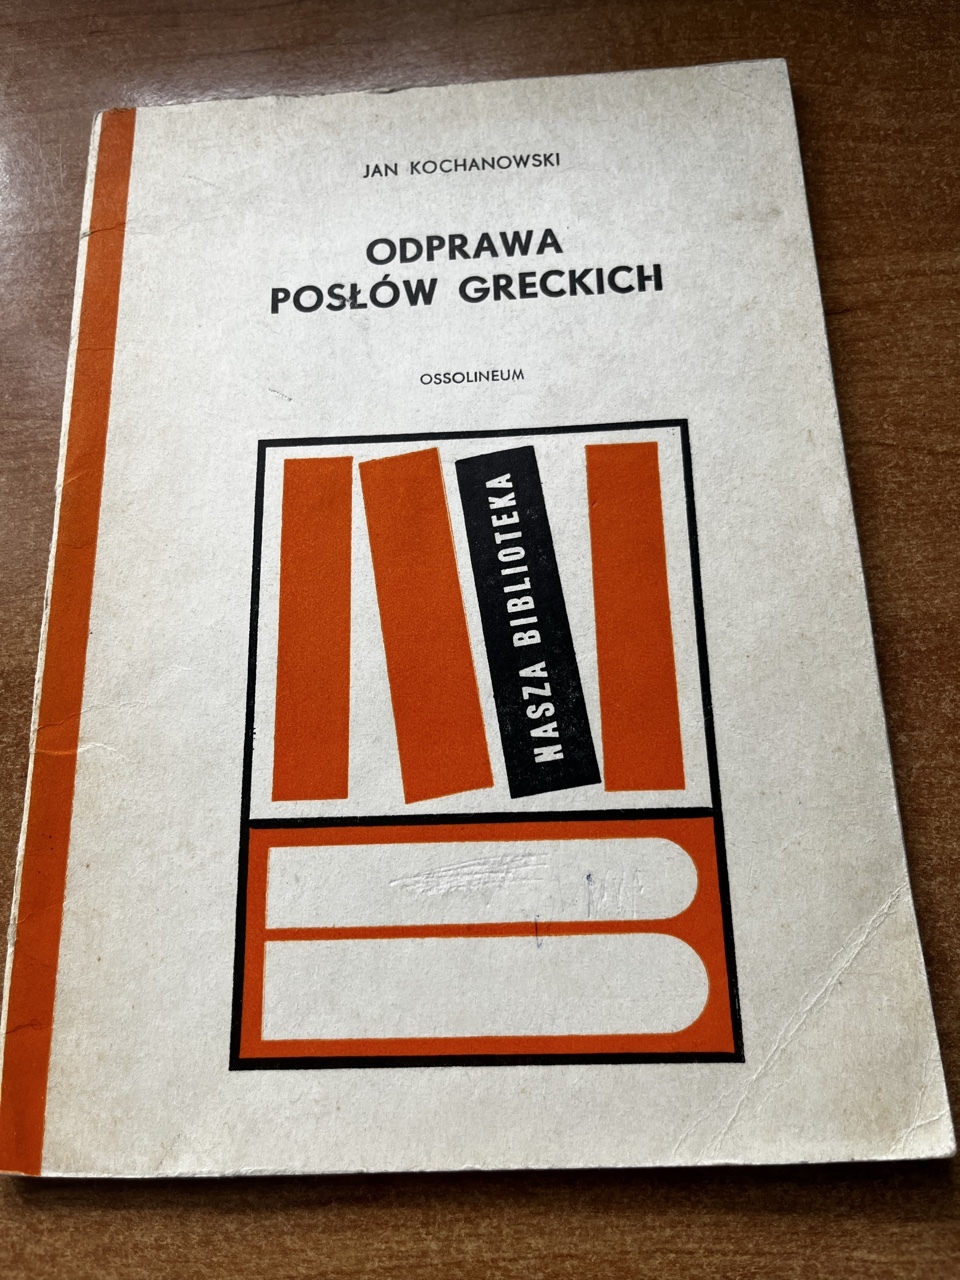 JAN KOCHANOWSKI
ODPRAWA
POSŁÓW GRECKICH
OSSOLINEUM
NASZA BIBLIOTEKA